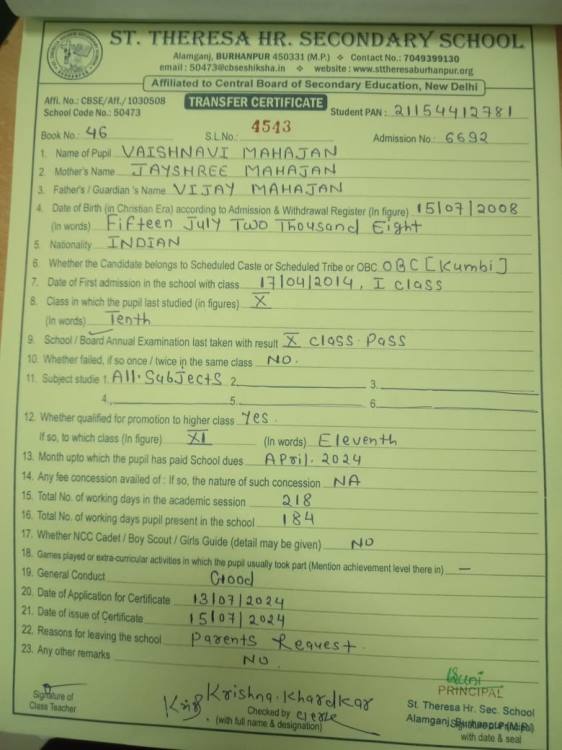 ST. THERESA HR. SECONDARY SCHOOL
Alamganj, BURHANPUR 450331 (M.P.) ❖ Contact No.: 7049399130
email : 50473@cbseshiksha.in ❖ website : www.sttheresaburhanpur.org
Affiliated to Central Board of Secondary Education, New Delhi
Affi. No.: CBSE/Aff./1030508
TRANSFER CERTIFICATE
School Code No.: 50473
Student PAN : 21154412781
Book No.: 46 S.L.No.: 4543 Admission No.: 6692
1. Name of Pupil VAISHNAVI MAHAJAN
2. Mother's Name JAYSHREE MAHAJAN
3. Father's / Guardian 's Name VIJAY MAHAJAN
4. Date of Birth (in Christian Era) according to Admission & Withdrawal Register (In figure) 15/07/2008
(In words) Fifteen July Two Thousand Eight
5. Nationality INDIAN
6. Whether the Candidate belongs to Scheduled Caste or Scheduled Tribe or OBC OBC [Kumbi]
7. Date of First admission in the school with class 17/04/2014, I class
8. Class in which the pupil last studied (in figures) X
(In words) Tenth
9. School / Board Annual Examination last taken with result X class Pass
10. Whether failed, if so once / twice in the same class NO.
11. Subject studie 1. All Subjects 2. 3.
4. 5. 6.
12. Whether qualified for promotion to higher class Yes.
If so, to which class (In figure) XI (In words) Eleventh
13. Month upto which the pupil has paid School dues April. 2024
14. Any fee concession availed of : If so, the nature of such concession NA
15. Total No. of working days in the academic session 218
16. Total No. of working days pupil present in the school 184
17. Whether NCC Cadet / Boy Scout / Girls Guide (detail may be given) NO
18. Games played or extra-curricular activities in which the pupil usually took part (Mention achievement level there in) —
19. General Conduct Good
20. Date of Application for Certificate 13/07/2024
21. Date of issue of Certificate 15/07/2024
22. Reasons for leaving the school Parents Request.
23. Any other remarks NO
Signature of
Class Teacher
Krishna Khardkar
Checked by clerk
(with full name & designation)
PRINCIPAL
St. Theresa Hr. Sec. School
Alamganj, Burhanpur (M.P.)
with date & seal